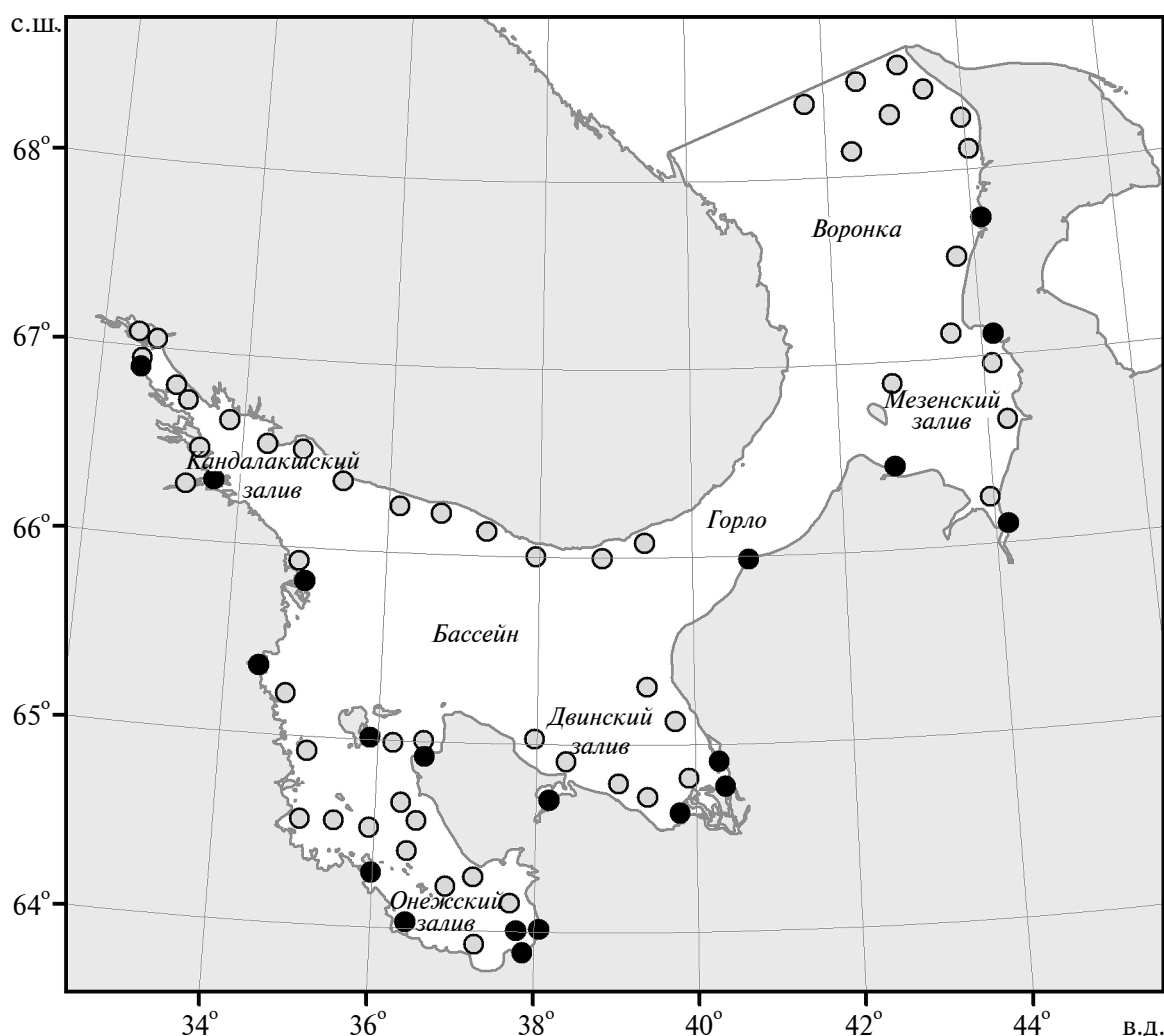 с.ш.
68°
Воронка
67°
Мезенский
залив
Кандалакшский
залив
66°
Горло
Бассейн
65°
Двинский
залив
64°
Онежский
залив
34° 36° 38° 40° 42° 44° в.д.